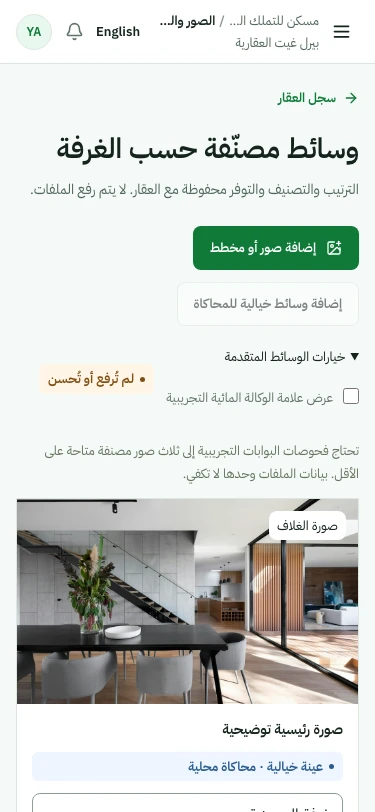 مسكن للتملك ال... / الصور والـ...
بيرل غيت العقارية
English
YA
سجل العقار
وسائط مصنّفة حسب الغرفة
الترتيب والتصنيف والتوفر محفوظة مع العقار. لا يتم رفع الملفات.
إضافة صور أو مخطط
إضافة وسائط خيالية للمحاكاة
خيارات الوسائط المتقدمة
لم تُرفع أو تُحسن
عرض علامة الوكالة المائية التجريبية
تحتاج فحوصات البوابات التجريبية إلى ثلاث صور مصنفة متاحة على
الأقل. بيانات الملفات وحدها لا تكفي.
صورة الغلاف
صورة رئيسية توضيحية
عينة خيالية · محاكاة محلية